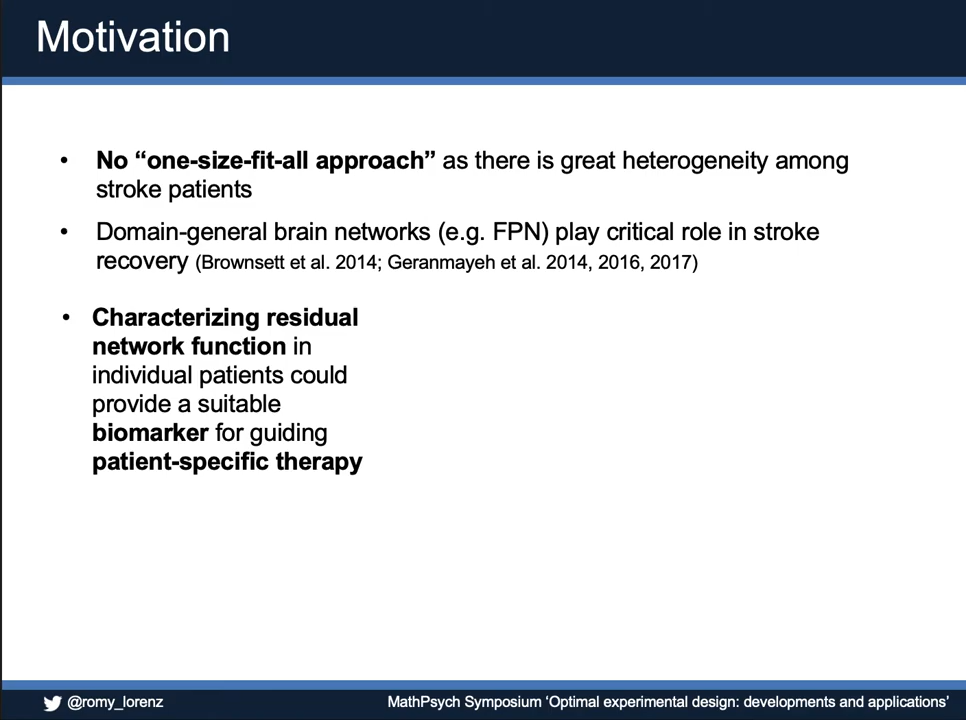 Motivation
• No “one-size-fit-all approach” as there is great heterogeneity among
stroke patients
• Domain-general brain networks (e.g. FPN) play critical role in stroke
recovery (Brownsett et al. 2014; Geranmayeh et al. 2014, 2016, 2017)
• Characterizing residual
network function in
individual patients could
provide a suitable
biomarker for guiding
patient-specific therapy
@romy_lorenz
MathPsych Symposium ‘Optimal experimental design: developments and applications’